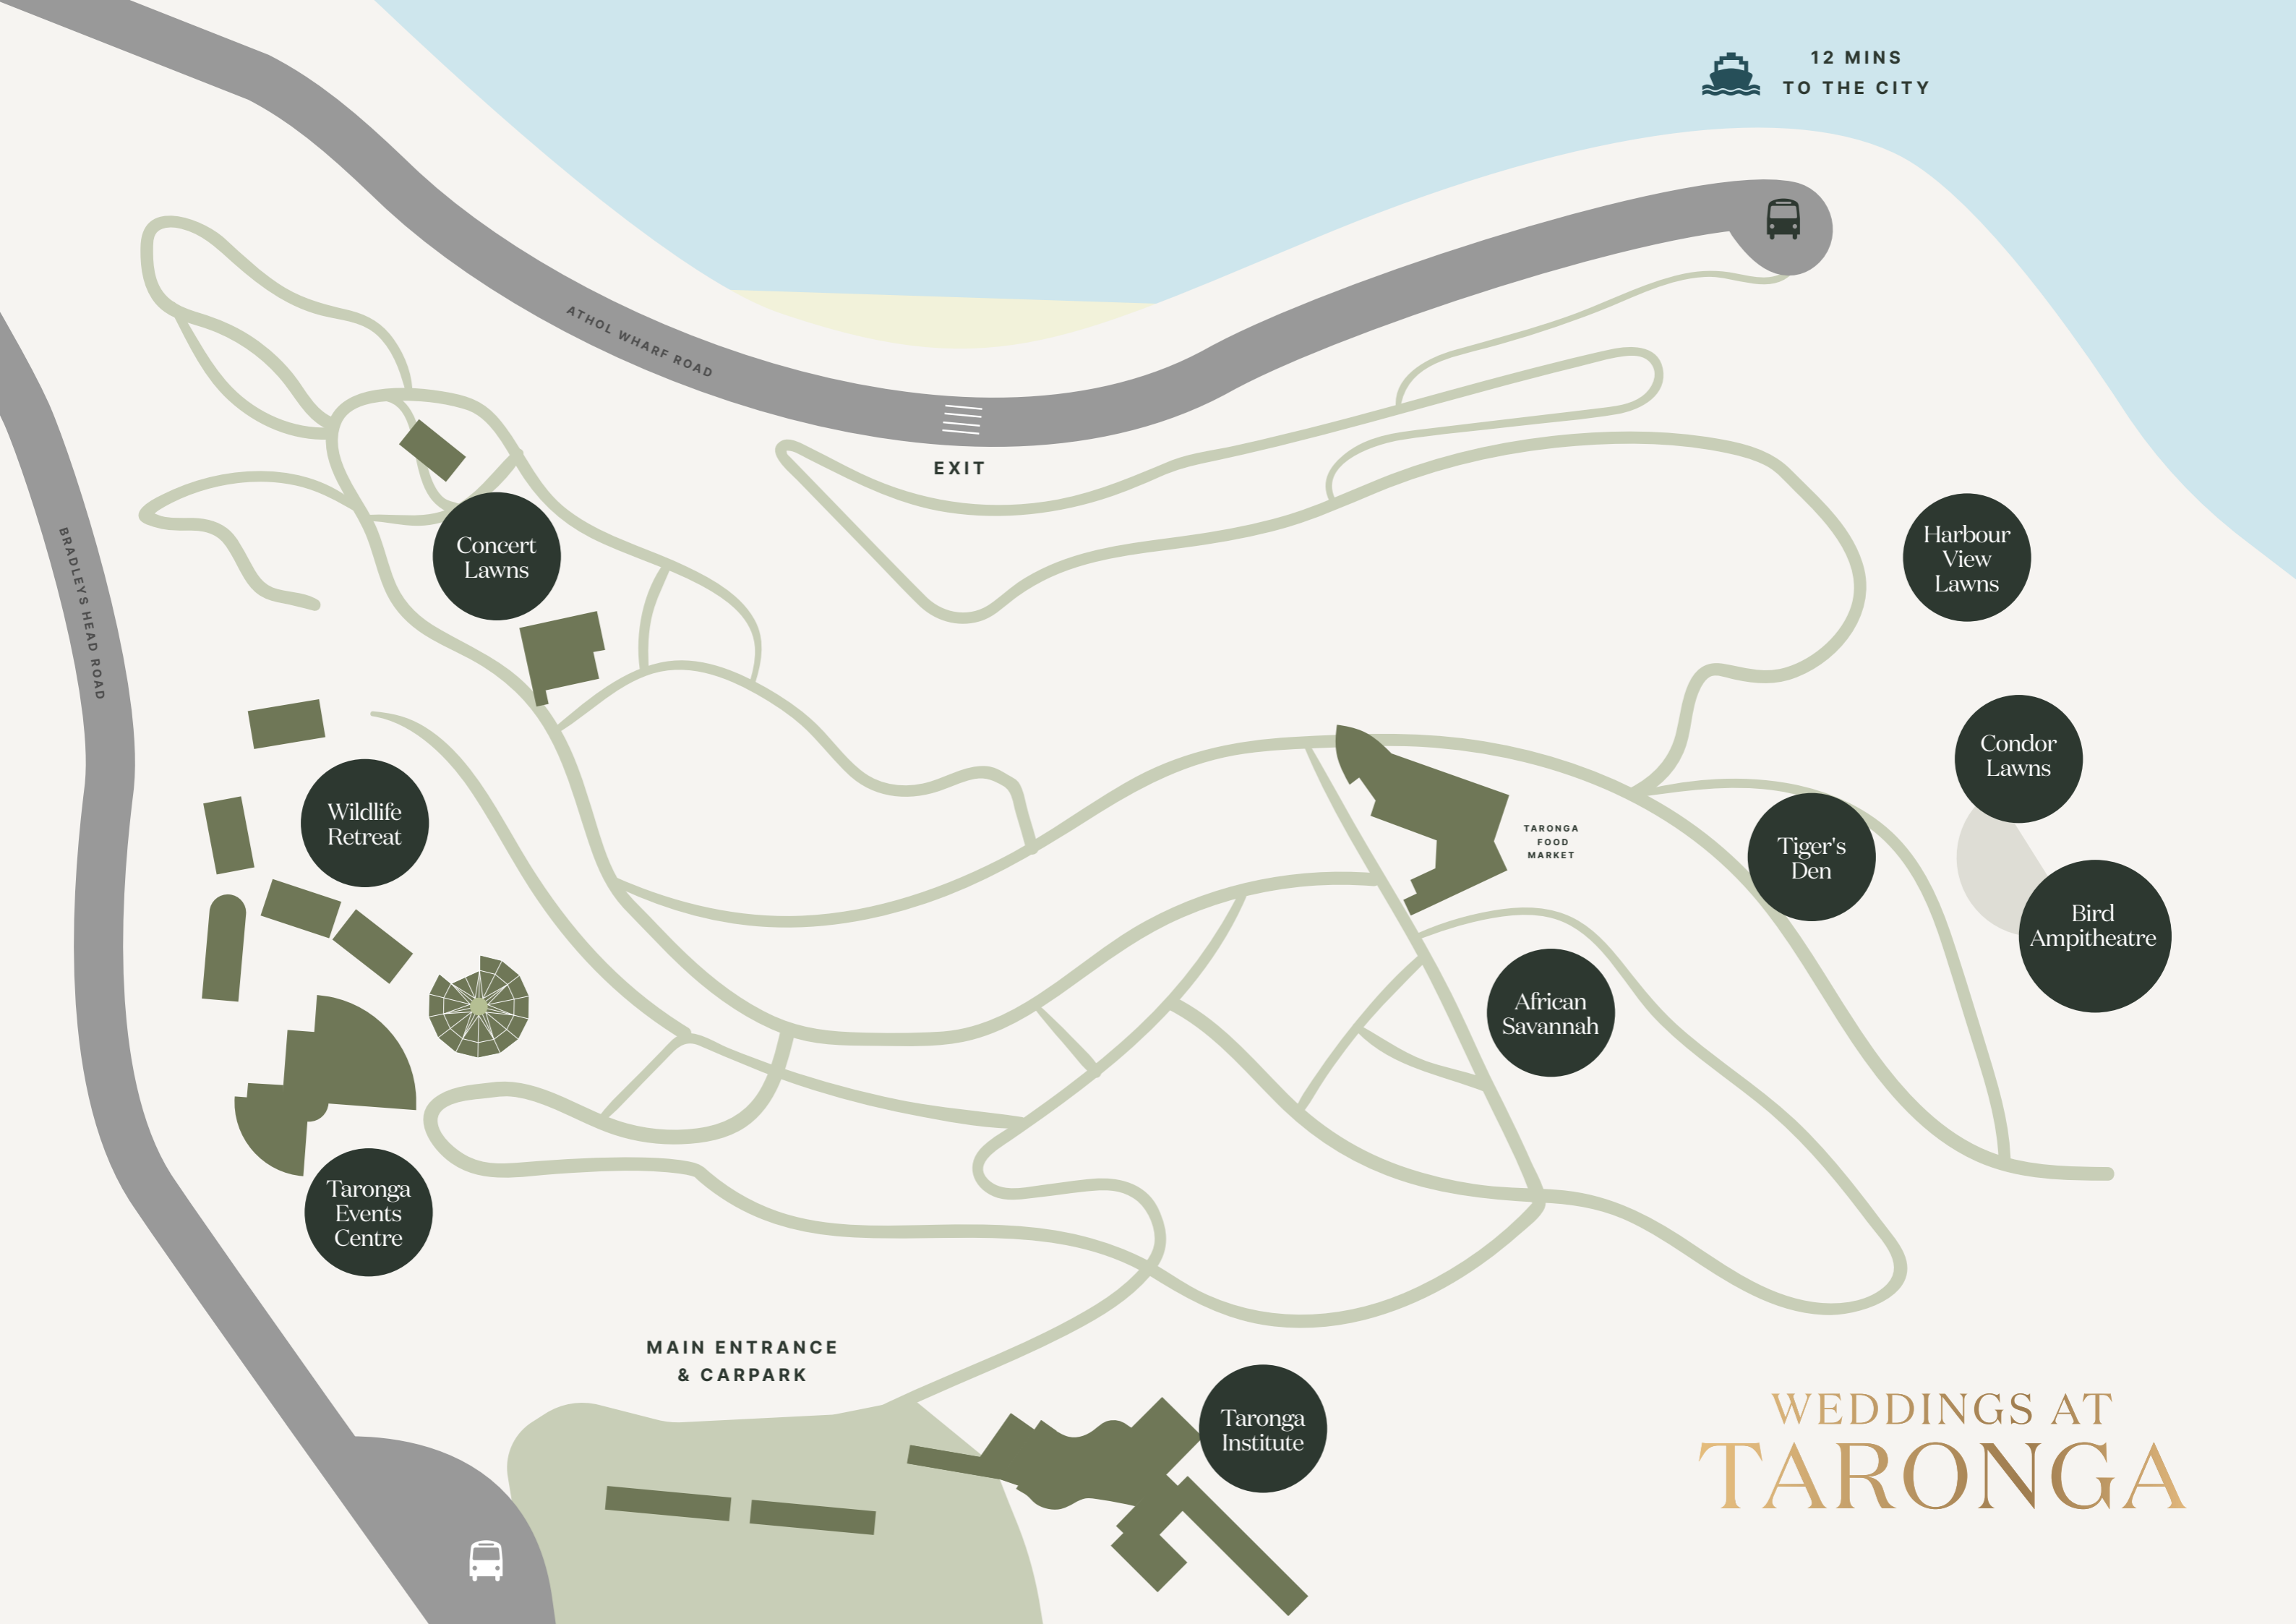 12 MINS
TO THE CITY
ATHOL WHARF ROAD
EXIT
BRADLEYS HEAD ROAD
Concert
Lawns
Harbour
View
Lawns
Condor
Lawns
Wildlife
Retreat
TARONGA
FOOD
MARKET
Tiger's
Den
Bird
Ampitheatre
African
Savannah
Taronga
Events
Centre
MAIN ENTRANCE
& CARPARK
Taronga
Institute
WEDDINGS AT
TARONGA